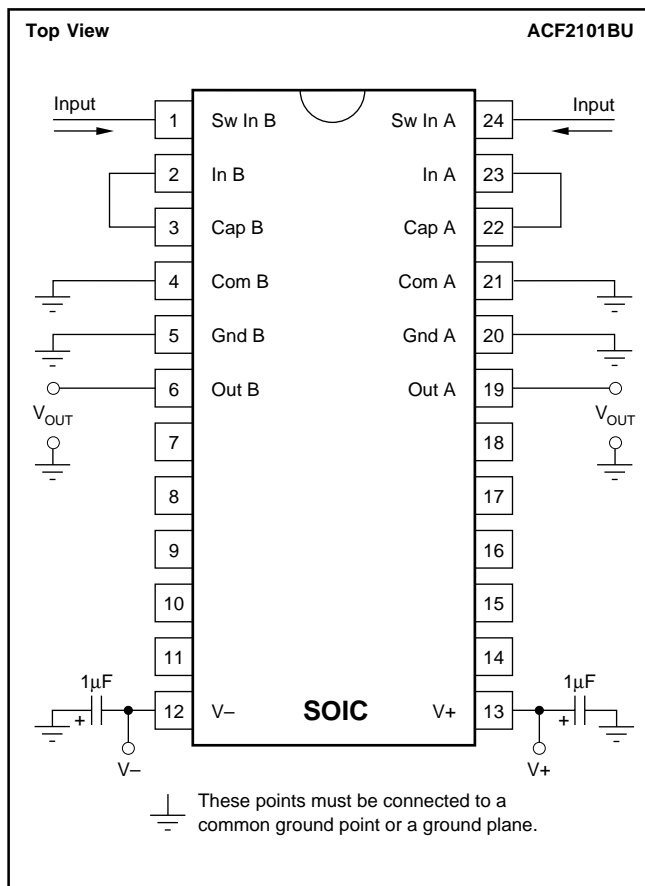 Top View ACF2101BU
Input Input
1 Sw In B Sw In A 24
2 In B In A 23
3 Cap B Cap A 22
4 Com B Com A 21
5 Gnd B Gnd A 20
6 Out B Out A 19
VOUT VOUT
7 18
8 17
9 16
10 15
11 14
1µF 1µF
+ 12 V– SOIC V+ 13 +
V– V+
These points must be connected to a
common ground point or a ground plane.